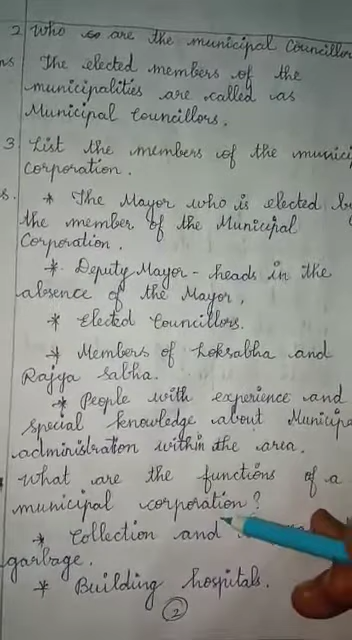 2 Who so are the municipal Councillor
ns The elected members of the
municipalities are called as
Municipal Councillors.
3 List the members of the munici
Corporation.
s. * The Mayor who is elected b
the member of the Municipal
Corporation.
* Deputy Mayor - heads in the
absence of the Mayor,
* Elected Councillors.
* Members of Loksabha and
Rajya Sabha.
* People with experience and
special knowledge about Municipa
administration within the area.
What are the functions of a
municipal corporation?
* Collection and
garbage.
* Building hospitals.
2